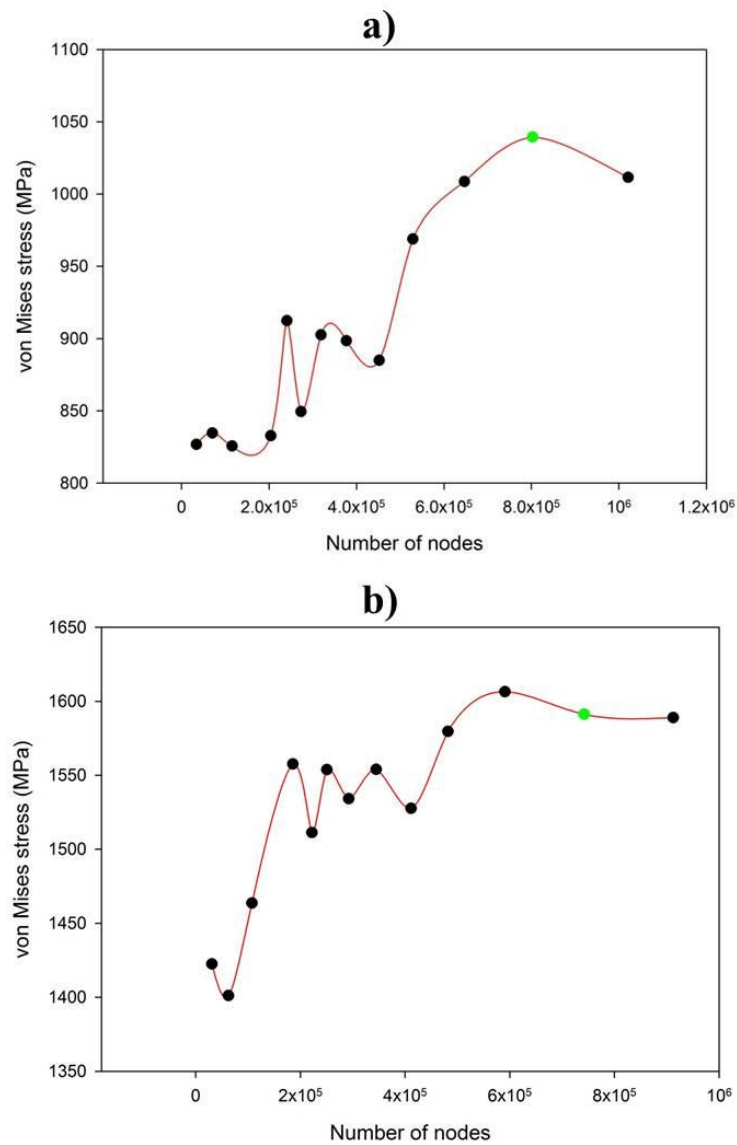 a)
1100
1050
1000
950
900
850
800
von Mises stress (MPa)
0 2.0x10⁵ 4.0x10⁵ 6.0x10⁵ 8.0x10⁵ 10⁶ 1.2x10⁶
Number of nodes
b)
1650
1600
1550
1500
1450
1400
1350
von Mises stress (MPa)
0 2x10⁵ 4x10⁵ 6x10⁵ 8x10⁵ 10⁶
Number of nodes